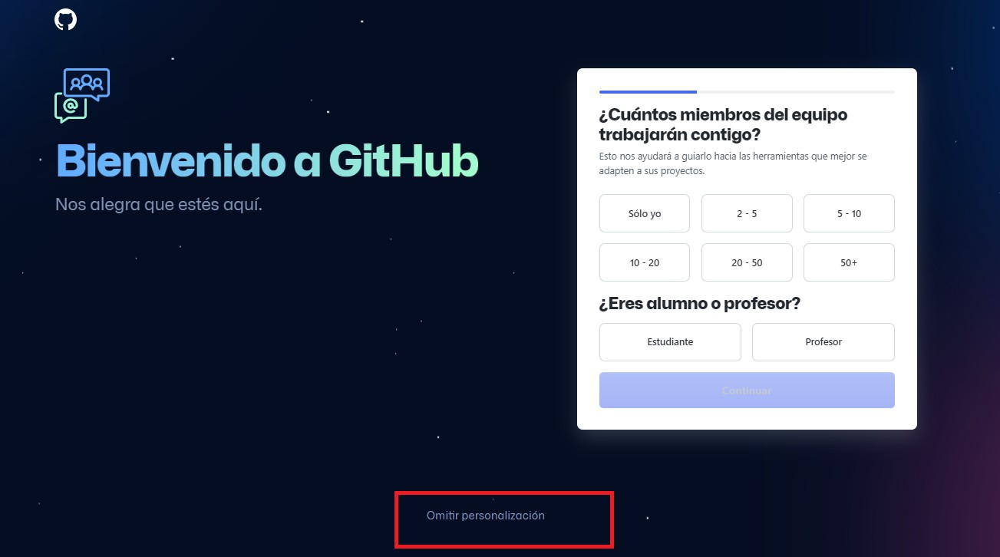 Bienvenido a GitHub
Nos alegra que estés aquí.
¿Cuántos miembros del equipo
trabajarán contigo?
Esto nos ayudará a guiarlo hacia las herramientas que mejor se
adapten a sus proyectos.
Sólo yo
2 - 5
5 - 10
10 - 20
20 - 50
50+
¿Eres alumno o profesor?
Estudiante
Profesor
Continuar
Omitir personalización